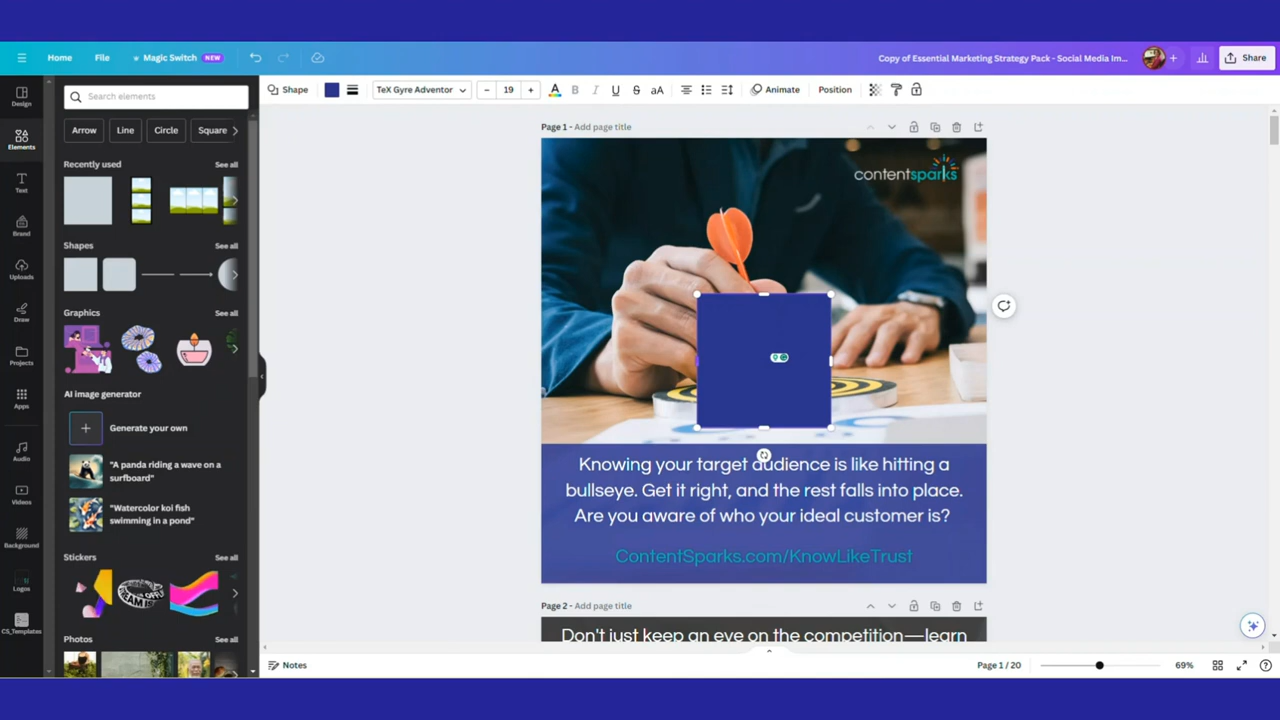 Home
File
Magic Switch NEW
Copy of Essential Marketing Strategy Pack - Social Media Im...
+
Share
Design
Elements
Text
Brand
Uploads
Draw
Projects
Apps
Audio
Videos
Background
Logos
CS_Templates
Search elements
Arrow
Line
Circle
Square
Recently used
See all
Shapes
See all
Graphics
See all
AI image generator
+
Generate your own
"A panda riding a wave on a
surfboard"
"Watercolor koi fish
swimming in a pond"
Stickers
See all
Photos
See all
Shape
TeX Gyre Adventor
– 19 +
A B I U S aA
Animate
Position
Page 1 - Add page title
contentsparks
Knowing your target audience is like hitting a
bullseye. Get it right, and the rest falls into place.
Are you aware of who your ideal customer is?
ContentSparks.com/KnowLikeTrust
Page 2 - Add page title
Don't just keep an eye on the competition—learn
Notes
Page 1 / 20
69%